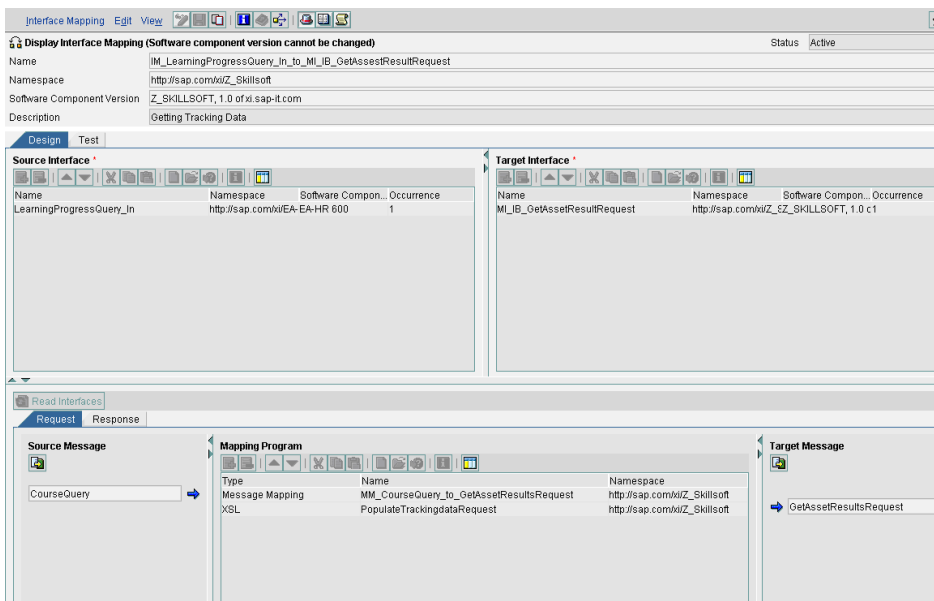 Interface Mapping Edit View
Display Interface Mapping (Software component version cannot be changed) Status Active
Name IM_LearningProgressQuery_In_to_MI_IB_GetAssestResultRequest
Namespace http://sap.com/xi/Z_Skillsoft
Software Component Version Z_SKILLSOFT, 1.0 of xi.sap-it.com
Description Getting Tracking Data
Design Test
Source Interface * Target Interface *
Name Namespace Software Compon... Occurrence Name Namespace Software Compon... Occurrence
LearningProgressQuery_In http://sap.com/xi/EA- EA-HR 600 1 MI_IB_GetAssetResultRequest http://sap.com/xi/Z_S Z_SKILLSOFT, 1.0 o 1
Read Interfaces
Request Response
Source Message Mapping Program Target Message
Type Name Namespace
CourseQuery Message Mapping MM_CourseQuery_to_GetAssetResultsRequest http://sap.com/xi/Z_Skillsoft
XSL PopulateTrackingdataRequest http://sap.com/xi/Z_Skillsoft GetAssetResultsRequest